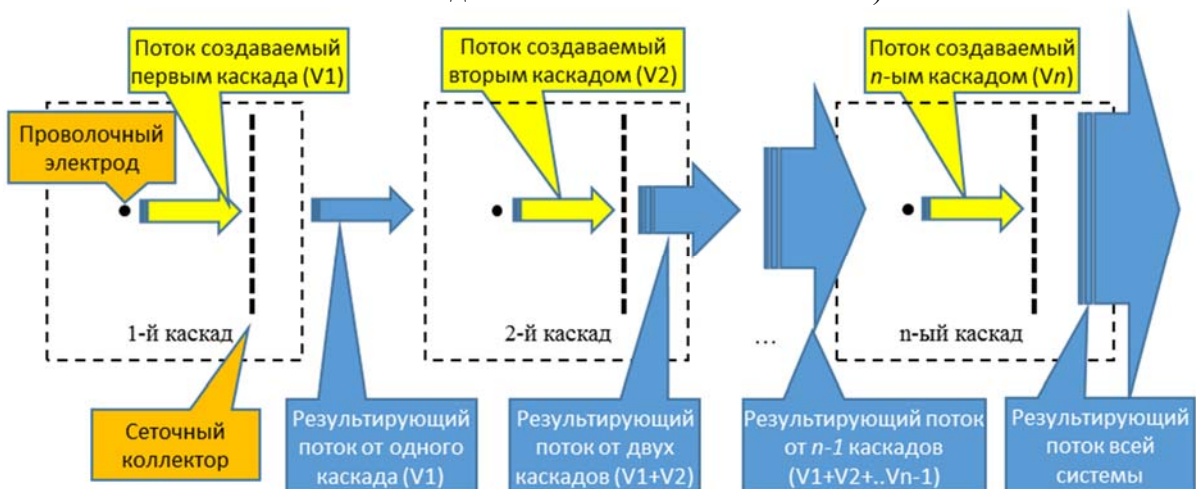 Поток создаваемый
первым каскада (V1)
Поток создаваемый
вторым каскадом (V2)
Поток создаваемый
n-ым каскадом (Vn)
Проволочный
электрод
1-й каскад
2-й каскад
...
n-ый каскад
Сеточный
коллектор
Результирующий
поток от одного
каскада (V1)
Результирующий
поток от двух
каскадов (V1+V2)
Результирующий поток
от n-1 каскадов
(V1+V2+..Vn-1)
Результирующий
поток всей
системы